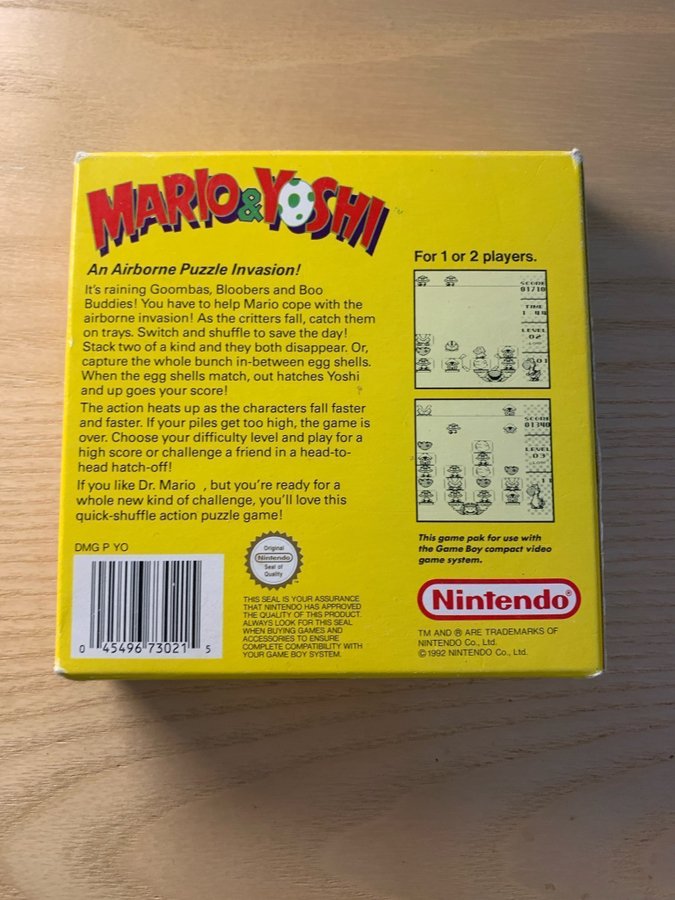 MARIO & YOSHI ™
An Airborne Puzzle Invasion!
It's raining Goombas, Bloobers and Boo
Buddies! You have to help Mario cope with the
airborne invasion! As the critters fall, catch them
on trays. Switch and shuffle to save the day!
Stack two of a kind and they both disappear. Or,
capture the whole bunch in-between egg shells.
When the egg shells match, out hatches Yoshi
and up goes your score!
The action heats up as the characters fall faster
and faster. If your piles get too high, the game is
over. Choose your difficulty level and play for a
high score or challenge a friend in a head-to-
head hatch-off!
If you like Dr. Mario , but you're ready for a
whole new kind of challenge, you'll love this
quick-shuffle action puzzle game!
DMG P YO
0 45496 73021 5
Original
Nintendo
Seal of
Quality
THIS SEAL IS YOUR ASSURANCE
THAT NINTENDO HAS APPROVED
THE QUALITY OF THIS PRODUCT.
ALWAYS LOOK FOR THIS SEAL
WHEN BUYING GAMES AND
ACCESSORIES TO ENSURE
COMPLETE COMPATIBILITY WITH
YOUR GAME BOY SYSTEM.
For 1 or 2 players.
SCORE
01710
TIME
1 44
LEVEL
02
LOW
01
SCORE
01340
LEVEL
03
LOW
This game pak for use with
the Game Boy compact video
game system.
Nintendo®
TM AND ® ARE TRADEMARKS OF
NINTENDO Co., Ltd.
©1992 NINTENDO Co., Ltd.